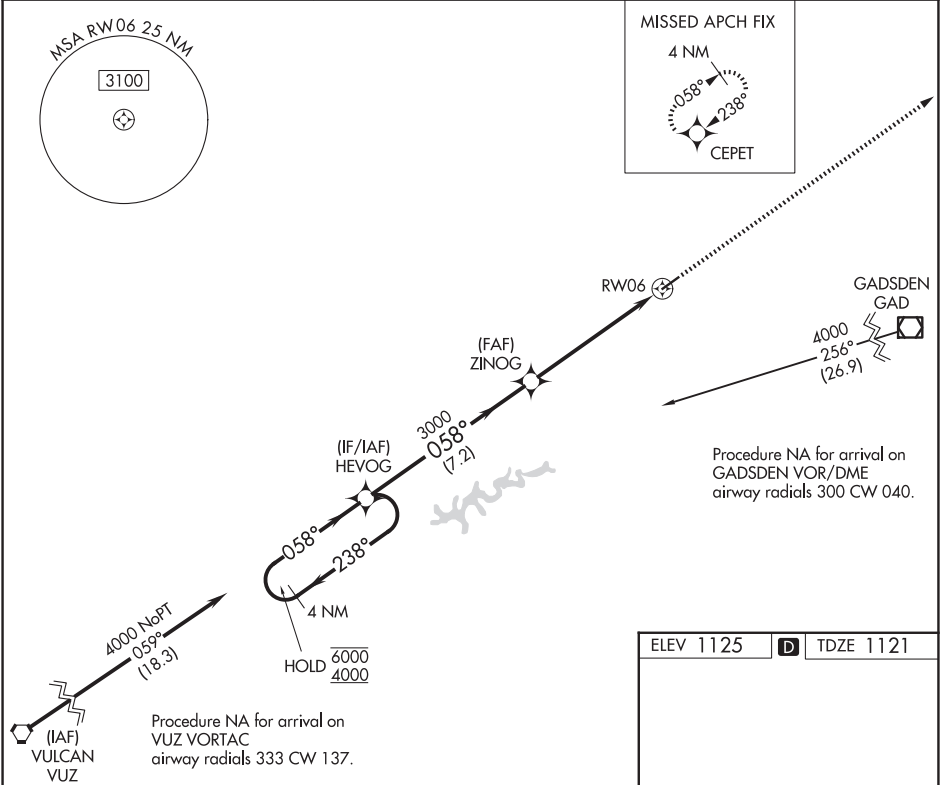 MSA RW06 25 NM
3100
MISSED APCH FIX
4 NM
058°
238°
CEPET
RW06
GADSDEN
GAD
4000
256°
(26.9)
(FAF)
ZINOG
3000
058°
(7.2)
(IF/IAF)
HEVOG
Procedure NA for arrival on
GADSDEN VOR/DME
airway radials 300 CW 040.
058°
238°
4 NM
HOLD 6000
4000
4000 NoPT
059°
(18.3)
(IAF)
VULCAN
VUZ
Procedure NA for arrival on
VUZ VORTAC
airway radials 333 CW 137.
ELEV 1125 D TDZE 1121